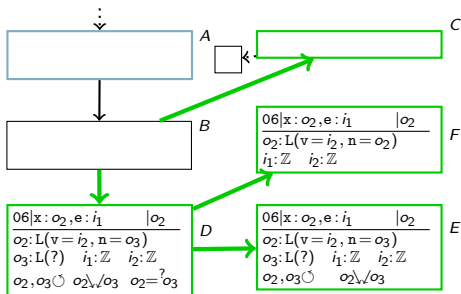 ⋮
A
C
B
06|x:o₂,e:i₁ |o₂
o₂:L(v=i₂, n=o₂)
i₁:ℤ i₂:ℤ
F
06|x:o₂,e:i₁ |o₂
o₂:L(v=i₂, n=o₃)
o₃:L(?) i₁:ℤ i₂:ℤ
o₂,o₃↺ o₂\↙/o₃ o₂=?o₃
D
06|x:o₂,e:i₁ |o₂
o₂:L(v=i₂, n=o₃)
o₃:L(?) i₁:ℤ i₂:ℤ
o₂,o₃↺ o₂\↙/o₃
E